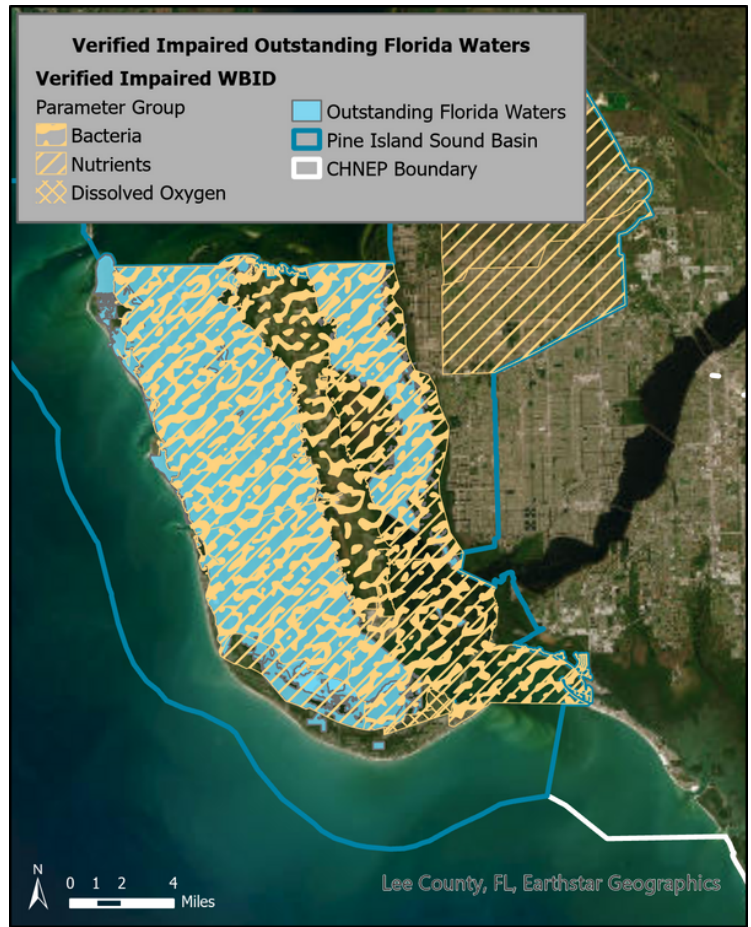 Verified Impaired Outstanding Florida Waters
Verified Impaired WBID
Parameter Group
Bacteria
Nutrients
Dissolved Oxygen
Outstanding Florida Waters
Pine Island Sound Basin
CHNEP Boundary
N
0 1 2 4
Miles
Lee County, FL, Earthstar Geographics